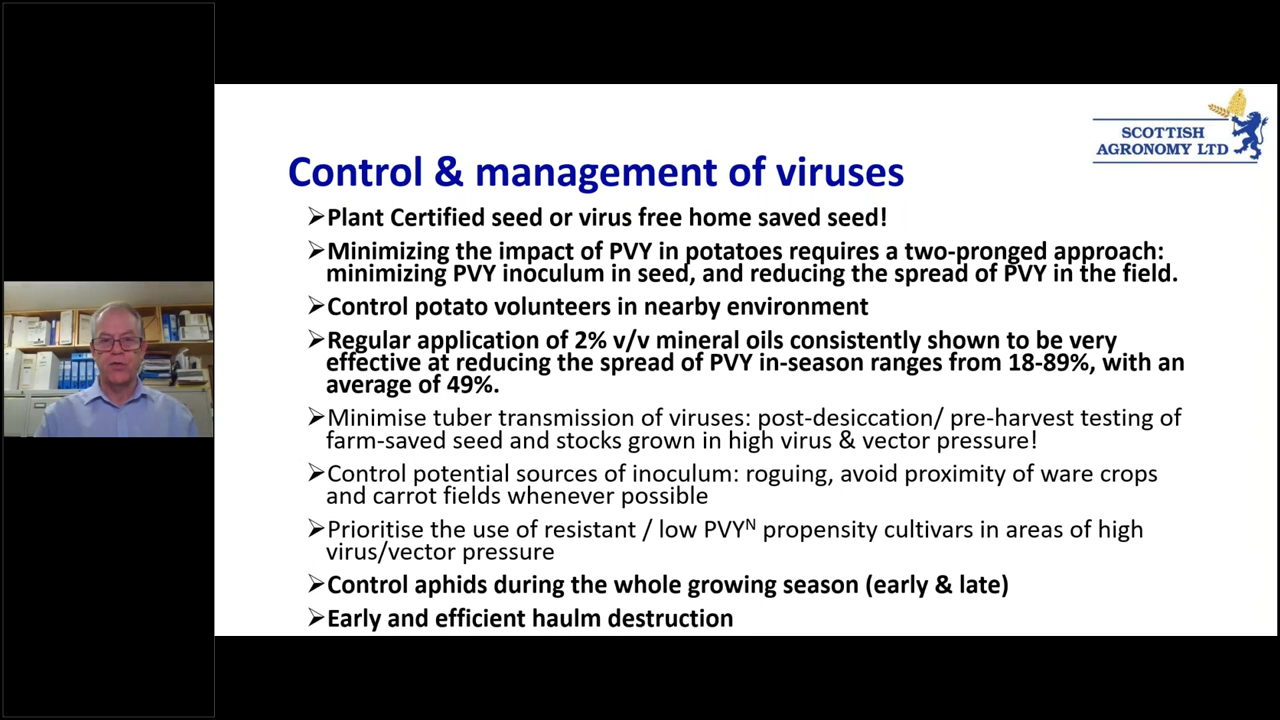 SCOTTISH
AGRONOMY LTD
Control & management of viruses
➢Plant Certified seed or virus free home saved seed!
➢Minimizing the impact of PVY in potatoes requires a two-pronged approach:
minimizing PVY inoculum in seed, and reducing the spread of PVY in the field.
➢Control potato volunteers in nearby environment
➢Regular application of 2% v/v mineral oils consistently shown to be very
effective at reducing the spread of PVY in-season ranges from 18-89%, with an
average of 49%.
➢Minimise tuber transmission of viruses: post-desiccation/ pre-harvest testing of
farm-saved seed and stocks grown in high virus & vector pressure!
➢Control potential sources of inoculum: roguing, avoid proximity of ware crops
and carrot fields whenever possible
➢Prioritise the use of resistant / low PVYᴺ propensity cultivars in areas of high
virus/vector pressure
➢Control aphids during the whole growing season (early & late)
➢Early and efficient haulm destruction